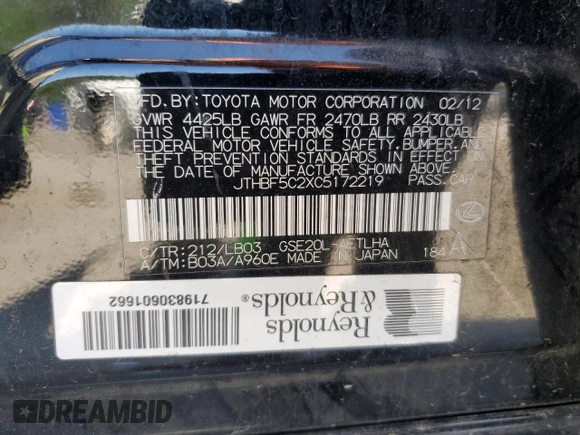 MFD.BY:TOYOTA MOTOR CORPORATION 02/12
GVWR 4425LB GAWR FR 2470LB RR 2430LB
THIS VEHICLE CONFORMS TO ALL APPLICABLE
FEDERAL MOTOR VEHICLE SAFETY,BUMPER,AND
THEFT PREVENTION STANDARDS IN EFFECT ON
THE DATE OF MANUFACTURE SHOWN ABOVE.
JTHBF5C2XC5172219 PASS.CAR
C/TR:212/LB03 GSE20L-AETLHA
A/TM:B03A/A960E MADE IN JAPAN 184 A
Reynolds
& Reynolds®
719830601662
DREAMBID